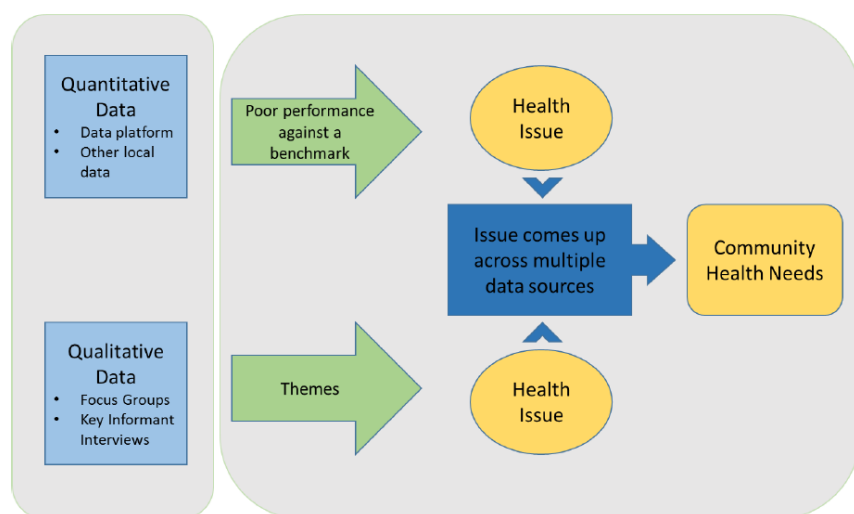 Quantitative
Data
• Data platform
• Other local
data
Poor performance
against a
benchmark
Health
Issue
Issue comes up
across multiple
data sources
Community
Health Needs
Qualitative
Data
• Focus Groups
• Key Informant
Interviews
Themes
Health
Issue